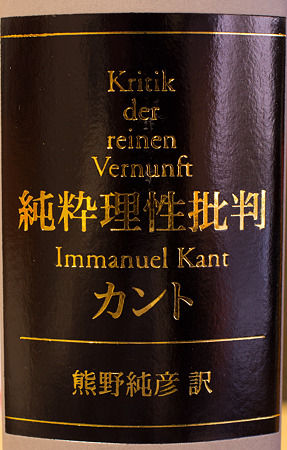 Kritik
der
reinen
Vernunft
純粋理性批判
Immanuel Kant
カント
熊野純彦 訳